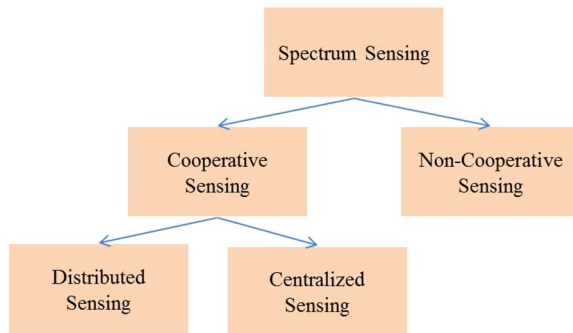 Spectrum Sensing
Cooperative
Sensing
Non-Cooperative
Sensing
Distributed
Sensing
Centralized
Sensing